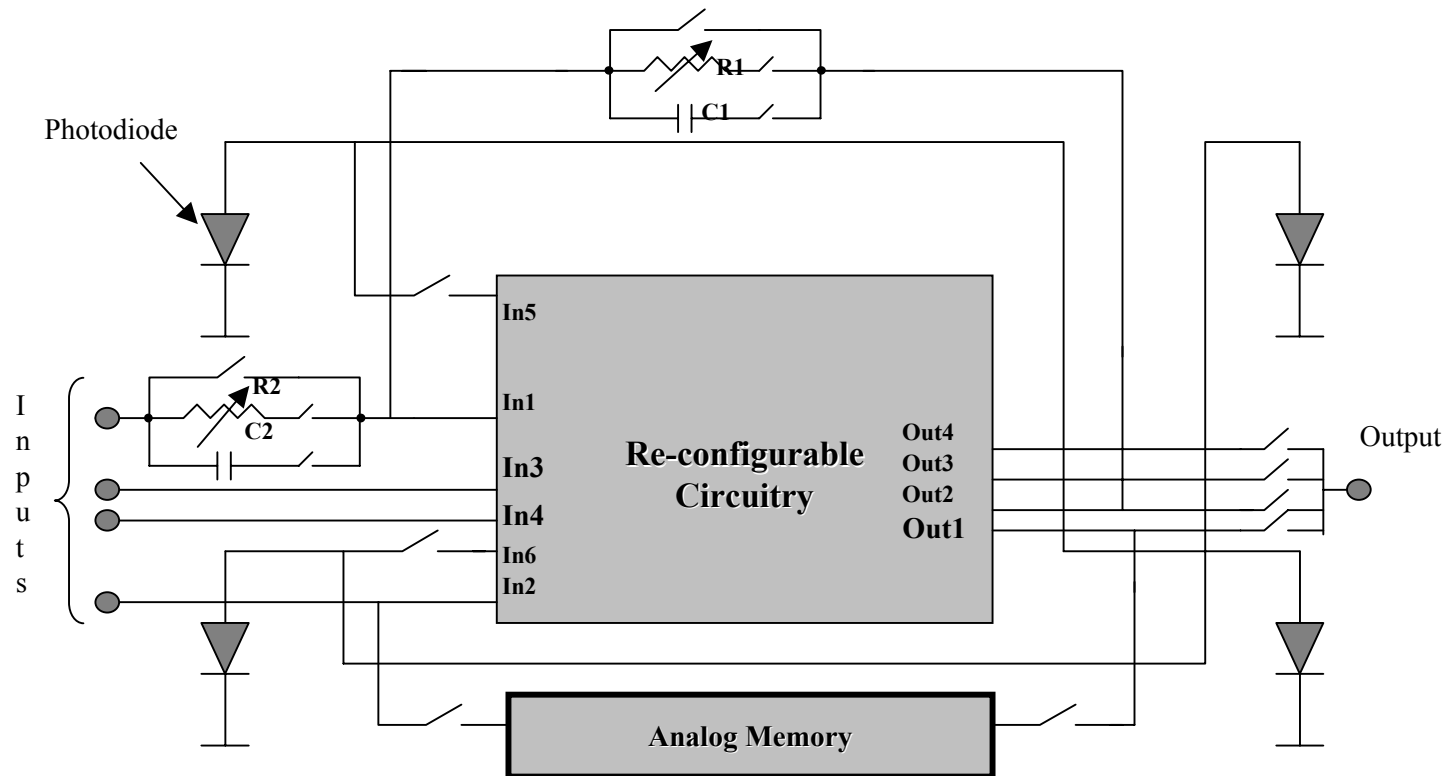 R1
C1
Photodiode
In5
R2
C2
Inputs
In1
In3
In4
In6
In2
Re-configurable
Circuitry
Out4
Out3
Out2
Out1
Output
Analog Memory